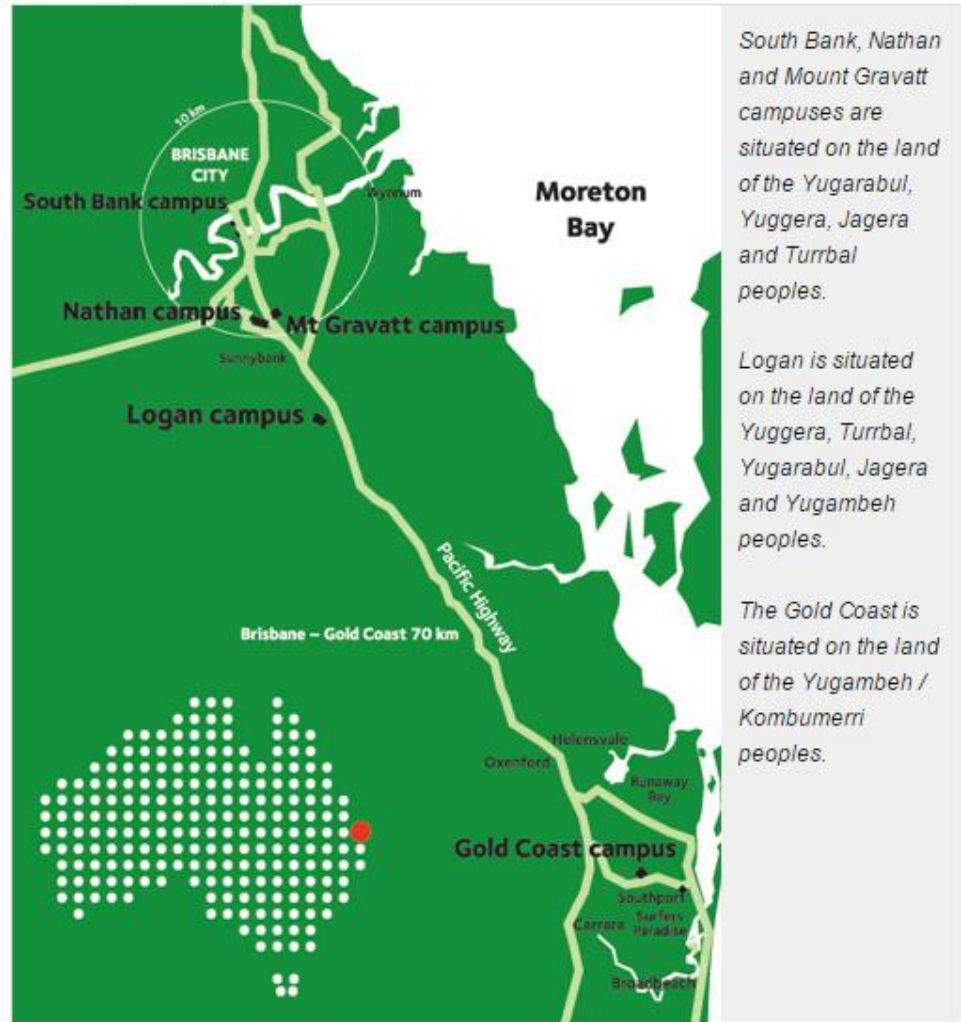 10 km
BRISBANE
CITY
South Bank campus
Wynnum
Moreton
Bay
Nathan campus
Mt Gravatt campus
Sunnybank
Logan campus
Pacific Highway
Brisbane – Gold Coast 70 km
Helensvale
Oxenford
Runaway
Bay
Gold Coast campus
Southport
Carrara
Surfers
Paradise
Broadbeach
South Bank, Nathan
and Mount Gravatt
campuses are
situated on the land
of the Yugarabul,
Yuggera, Jagera
and Turrbal
peoples.
Logan is situated
on the land of the
Yuggera, Turrbal,
Yugarabul, Jagera
and Yugambeh
peoples.
The Gold Coast is
situated on the land
of the Yugambeh /
Kombumerri
peoples.